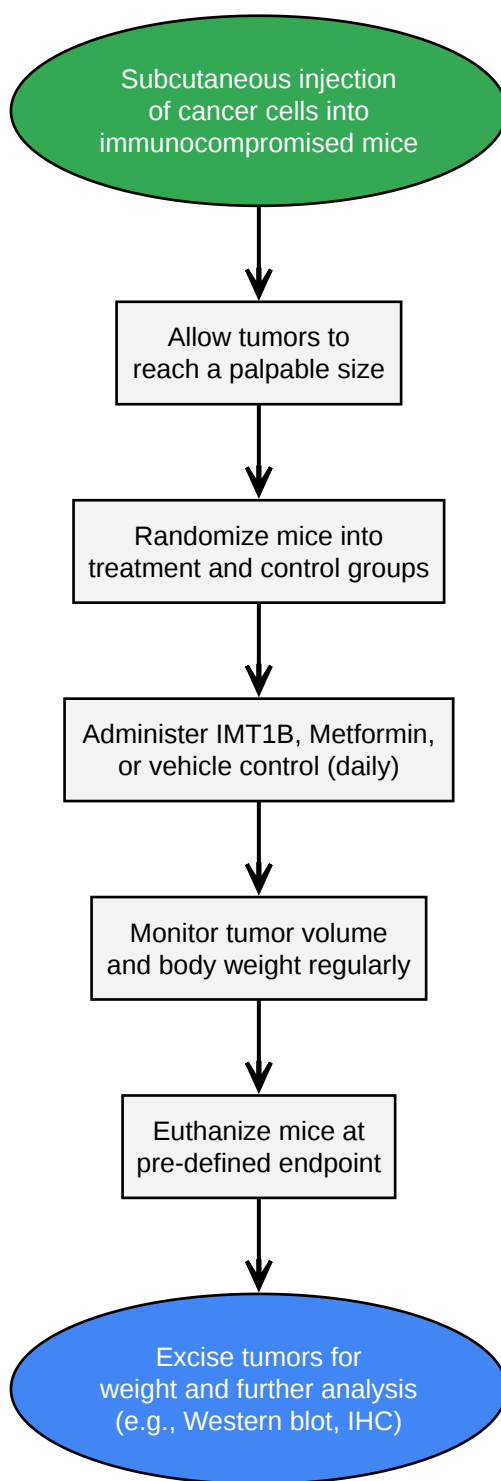 Subcutaneous injection
of cancer cells into
immunocompromised mice
Allow tumors to
reach a palpable size
Randomize mice into
treatment and control groups
Administer IMT1B, Metformin,
or vehicle control (daily)
Monitor tumor volume
and body weight regularly
Euthanize mice at
pre-defined endpoint
Excise tumors for
weight and further analysis
(e.g., Western blot, IHC)